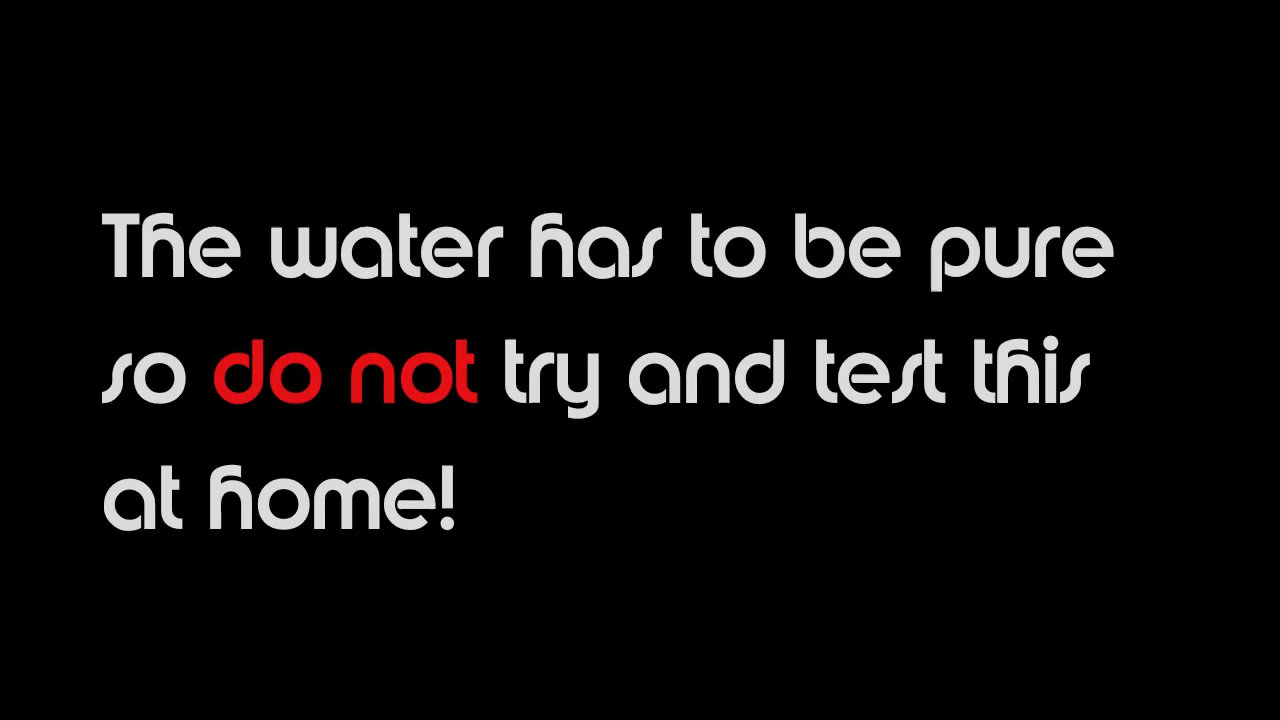 The water has to be pure
so do not try and test this
at home!